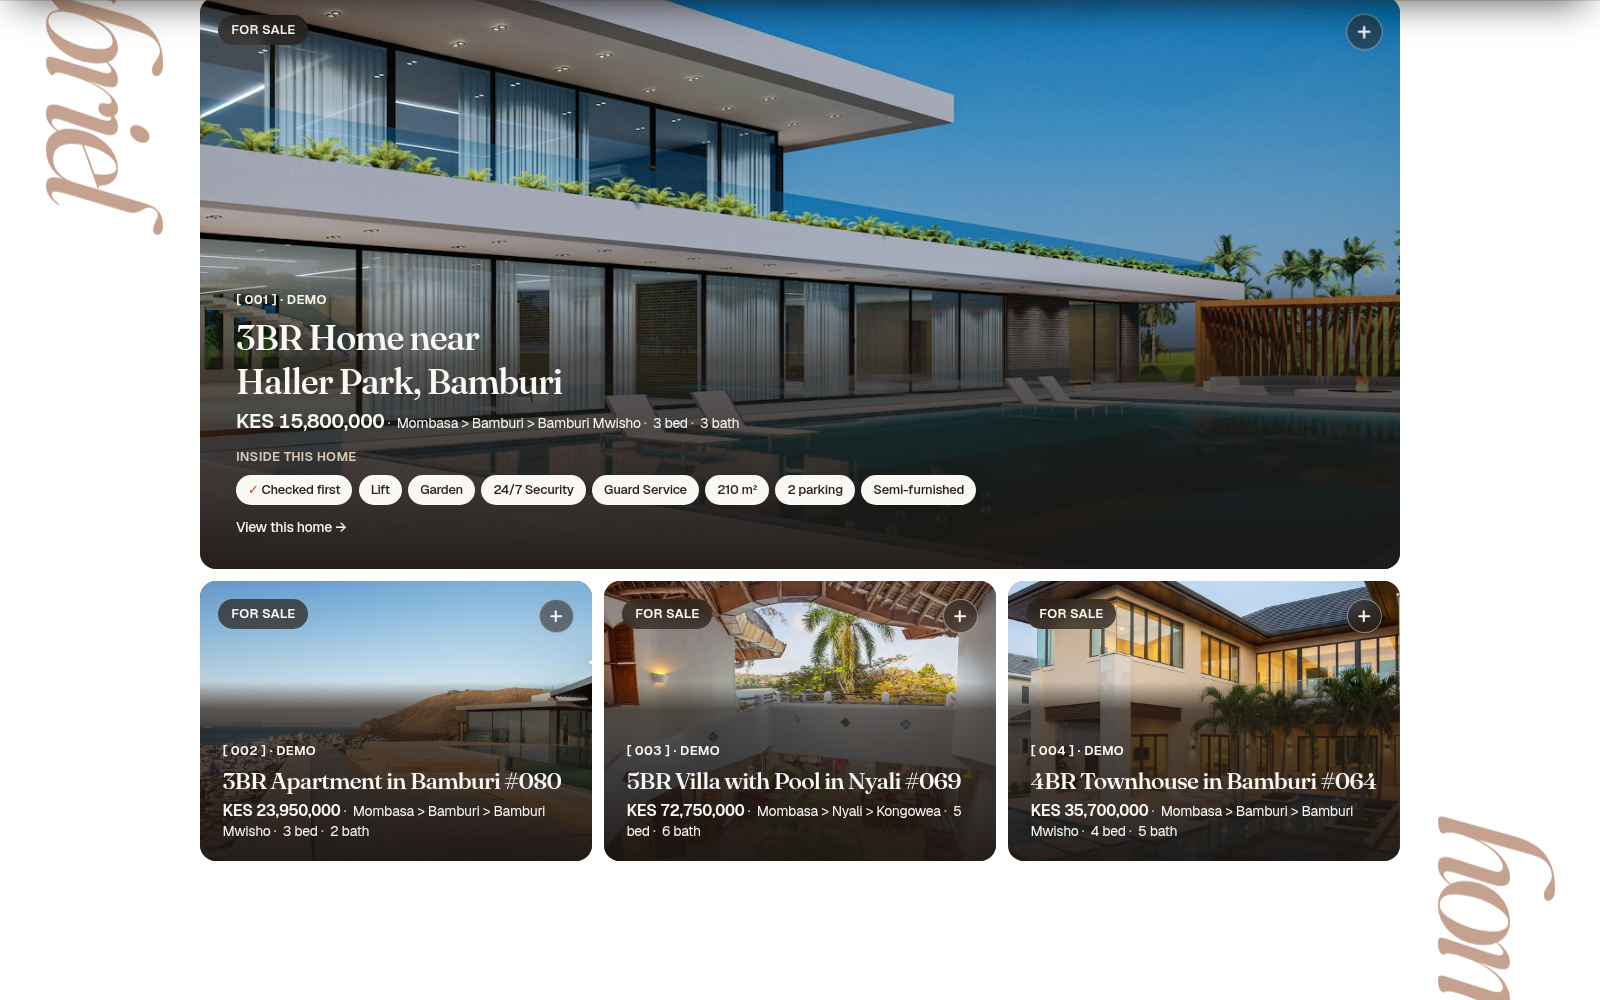 brief
FOR SALE
[ 001 ] · DEMO
3BR Home near
Haller Park, Bamburi
KES 15,800,000 · Mombasa > Bamburi > Bamburi Mwisho · 3 bed · 3 bath
INSIDE THIS HOME
✓ Checked first
Lift
Garden
24/7 Security
Guard Service
210 m²
2 parking
Semi-furnished
View this home →
FOR SALE
[ 002 ] · DEMO
3BR Apartment in Bamburi #080
KES 23,950,000 · Mombasa > Bamburi > Bamburi
Mwisho · 3 bed · 2 bath
FOR SALE
[ 003 ] · DEMO
5BR Villa with Pool in Nyali #069
KES 72,750,000 · Mombasa > Nyali > Kongowea · 5
bed · 6 bath
FOR SALE
[ 004 ] · DEMO
4BR Townhouse in Bamburi #064
KES 35,700,000 · Mombasa > Bamburi > Bamburi
Mwisho · 4 bed · 5 bath